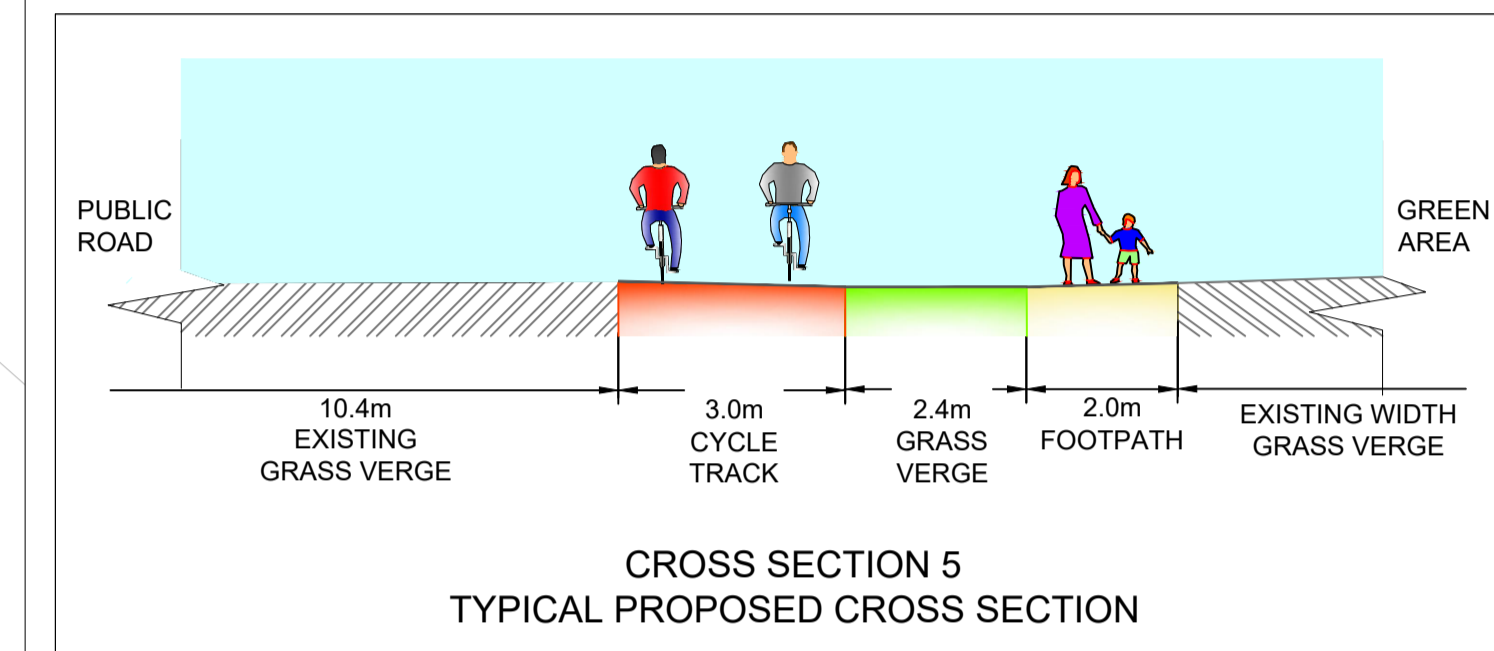 PUBLIC
ROAD
GREEN
AREA
10.4m
EXISTING
GRASS VERGE
3.0m
CYCLE
TRACK
2.4m
GRASS
VERGE
2.0m
FOOTPATH
EXISTING WIDTH
GRASS VERGE
CROSS SECTION 5
TYPICAL PROPOSED CROSS SECTION